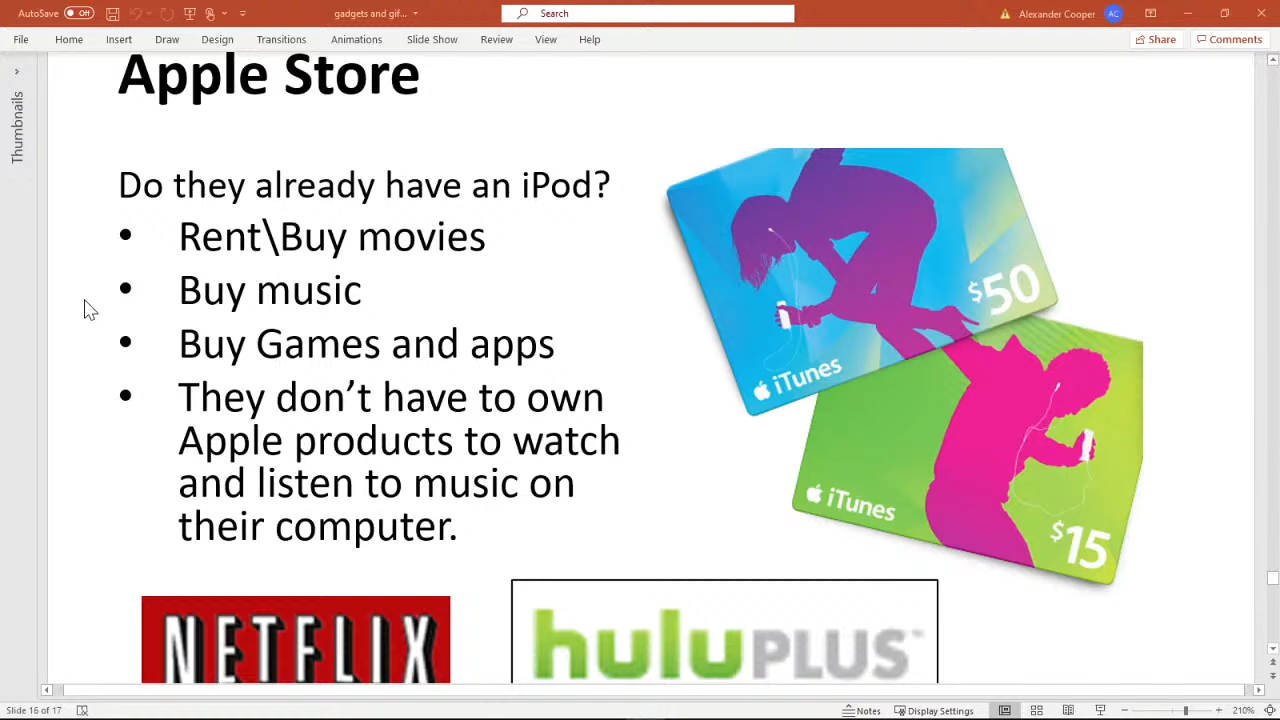 AutoSave Off
gadgets and gif...
Search
Alexander Cooper AC
File Home Insert Draw Design Transitions Animations Slide Show Review View Help
Share Comments
Thumbnails
Apple Store
Do they already have an iPod?
• Rent\Buy movies
• Buy music
• Buy Games and apps
• They don’t have to own
Apple products to watch
and listen to music on
their computer.
$50
iTunes
iTunes
$15
NETFLIX
huluPLUS™
Slide 16 of 17
Notes Display Settings 210%